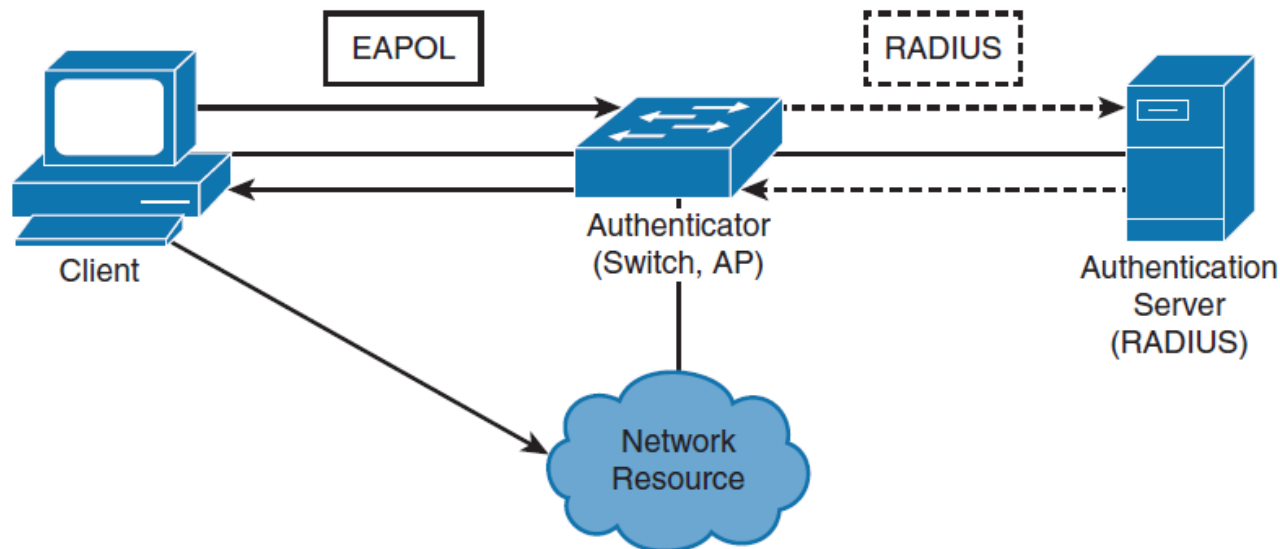 EAPOL
RADIUS
Client
Authenticator
(Switch, AP)
Authentication
Server
(RADIUS)
Network
Resource